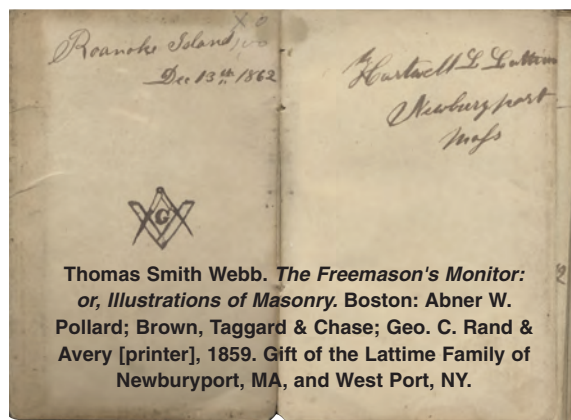 Roanoke Island,
Dec 13th 1862
Hartwell L Lattim
Newburyport
Mass
G
Thomas Smith Webb. The Freemason's Monitor:
or, Illustrations of Masonry. Boston: Abner W.
Pollard; Brown, Taggard & Chase; Geo. C. Rand &
Avery [printer], 1859. Gift of the Lattime Family of
Newburyport, MA, and West Port, NY.